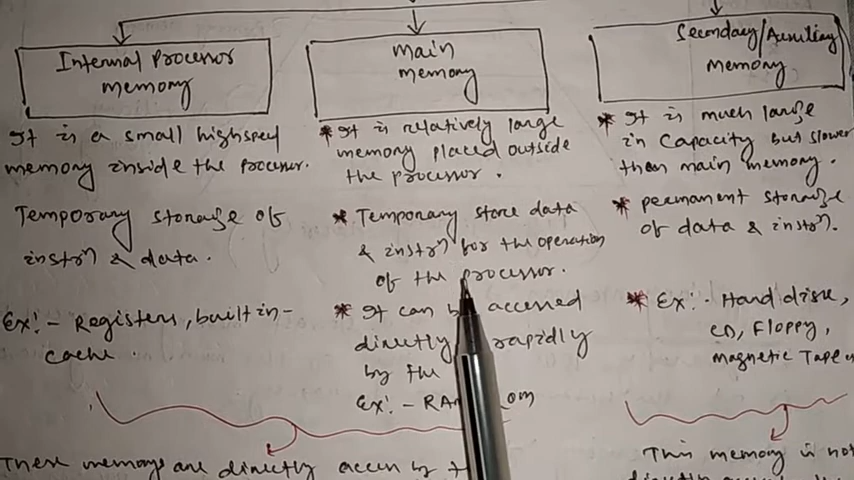 Internal Processor
memory
It is a small highspeed
memory inside the processor.
Temporary storage of
instrn & data.
Ex:- Registers, built in-
cache.
main
memory
* It is relatively large
memory placed outside
the processor.
* Temporary store data
& instrn for the operation
of the processor.
* It can accessed
directly rapidly
by the
Ex:- RAM
Secondary/Auxiliary
memory
* It is much large
in Capacity but slower
than main memory.
* permanent storage
of data & instrn.
* Ex:- Hard disk,
CD, Floppy,
magnetic Tape
These memory are directly accen by
This memory is not